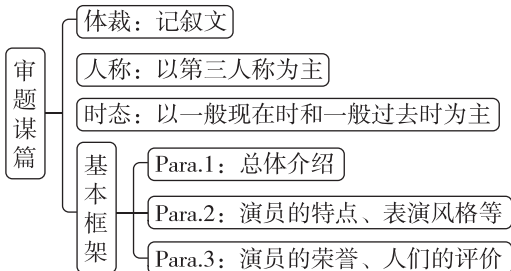 审题谋篇
体裁：记叙文
人称：以第三人称为主
时态：以一般现在时和一般过去时为主
基本框架
Para.1：总体介绍
Para.2：演员的特点、表演风格等
Para.3：演员的荣誉、人们的评价